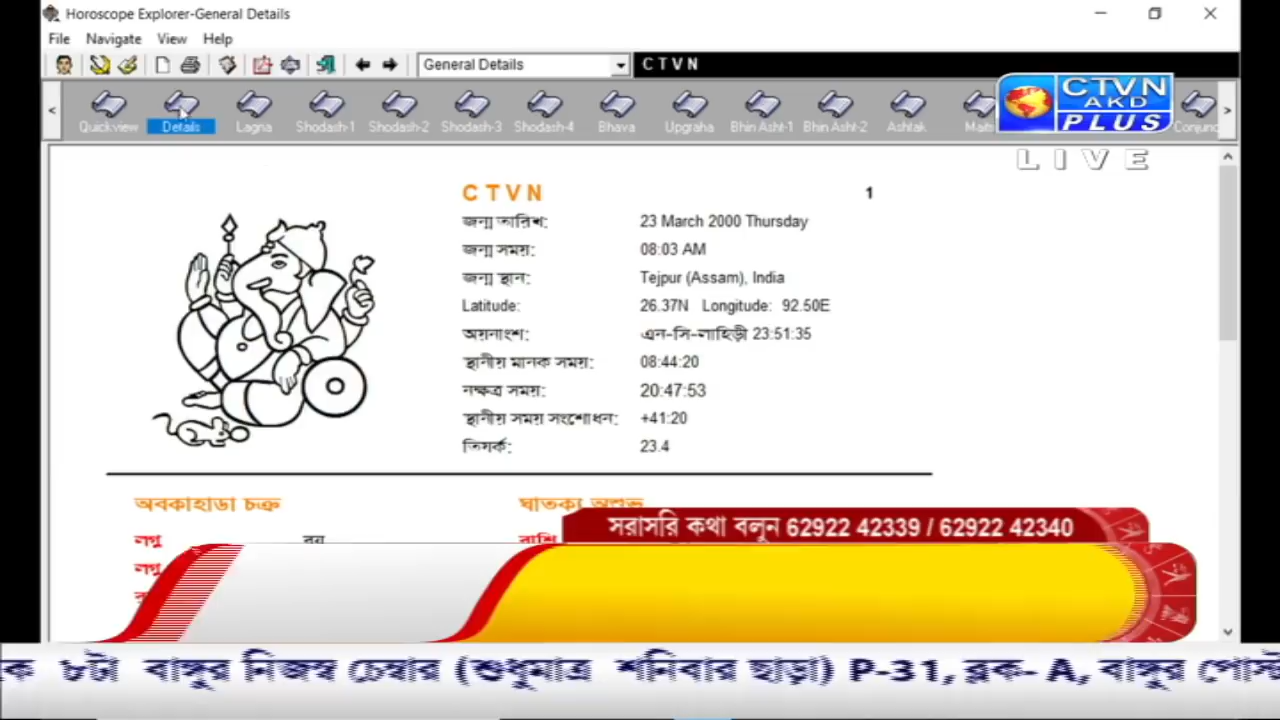 Horoscope Explorer-General Details
File Navigate View Help
General Details
C T V N
Quickview Details Lagna Shodash-1 Shodash-2 Shodash-3 Shodash-4 Bhava Upgraha Bhin Asht-1 Bhin Asht-2 Ashtak
CTVN
AKD
PLUS
LIVE
C T V N 1
জন্ম তারিখ: 23 March 2000 Thursday
জন্ম সময়: 08:03 AM
জন্ম স্থান: Tejpur (Assam), India
Latitude: 26.37N Longitude: 92.50E
অয়নাংশ: এন-সি-লাহিড়ী 23:51:35
স্থানীয় মানক সময়: 08:44:20
নক্ষত্র সময়: 20:47:53
স্থানীয় সময় সংশোধন: +41:20
তির্যক: 23.4
অবকাহাডা চক্র
ঘাতক্য অশুভ
সরাসরি কথা বলুন 62922 42339 / 62922 42340
৮টা বাঙ্গুর নিজস্ব চেম্বার (শুধুমাত্র শনিবার ছাড়া) P-31, ব্লক- A, বাঙ্গুর